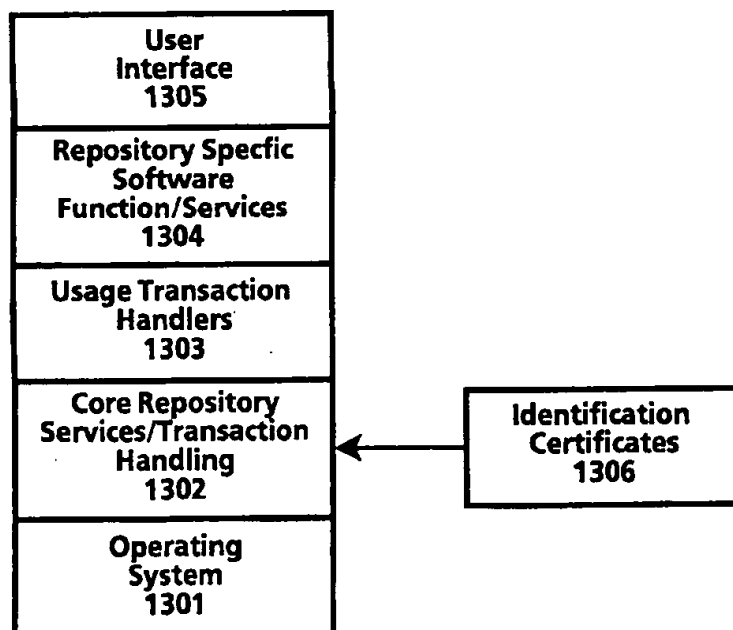 User
Interface
1305
Repository Specfic
Software
Function/Services
1304
Usage Transaction
Handlers
1303
Core Repository
Services/Transaction
Handling
1302
Identification
Certificates
1306
Operating
System
1301